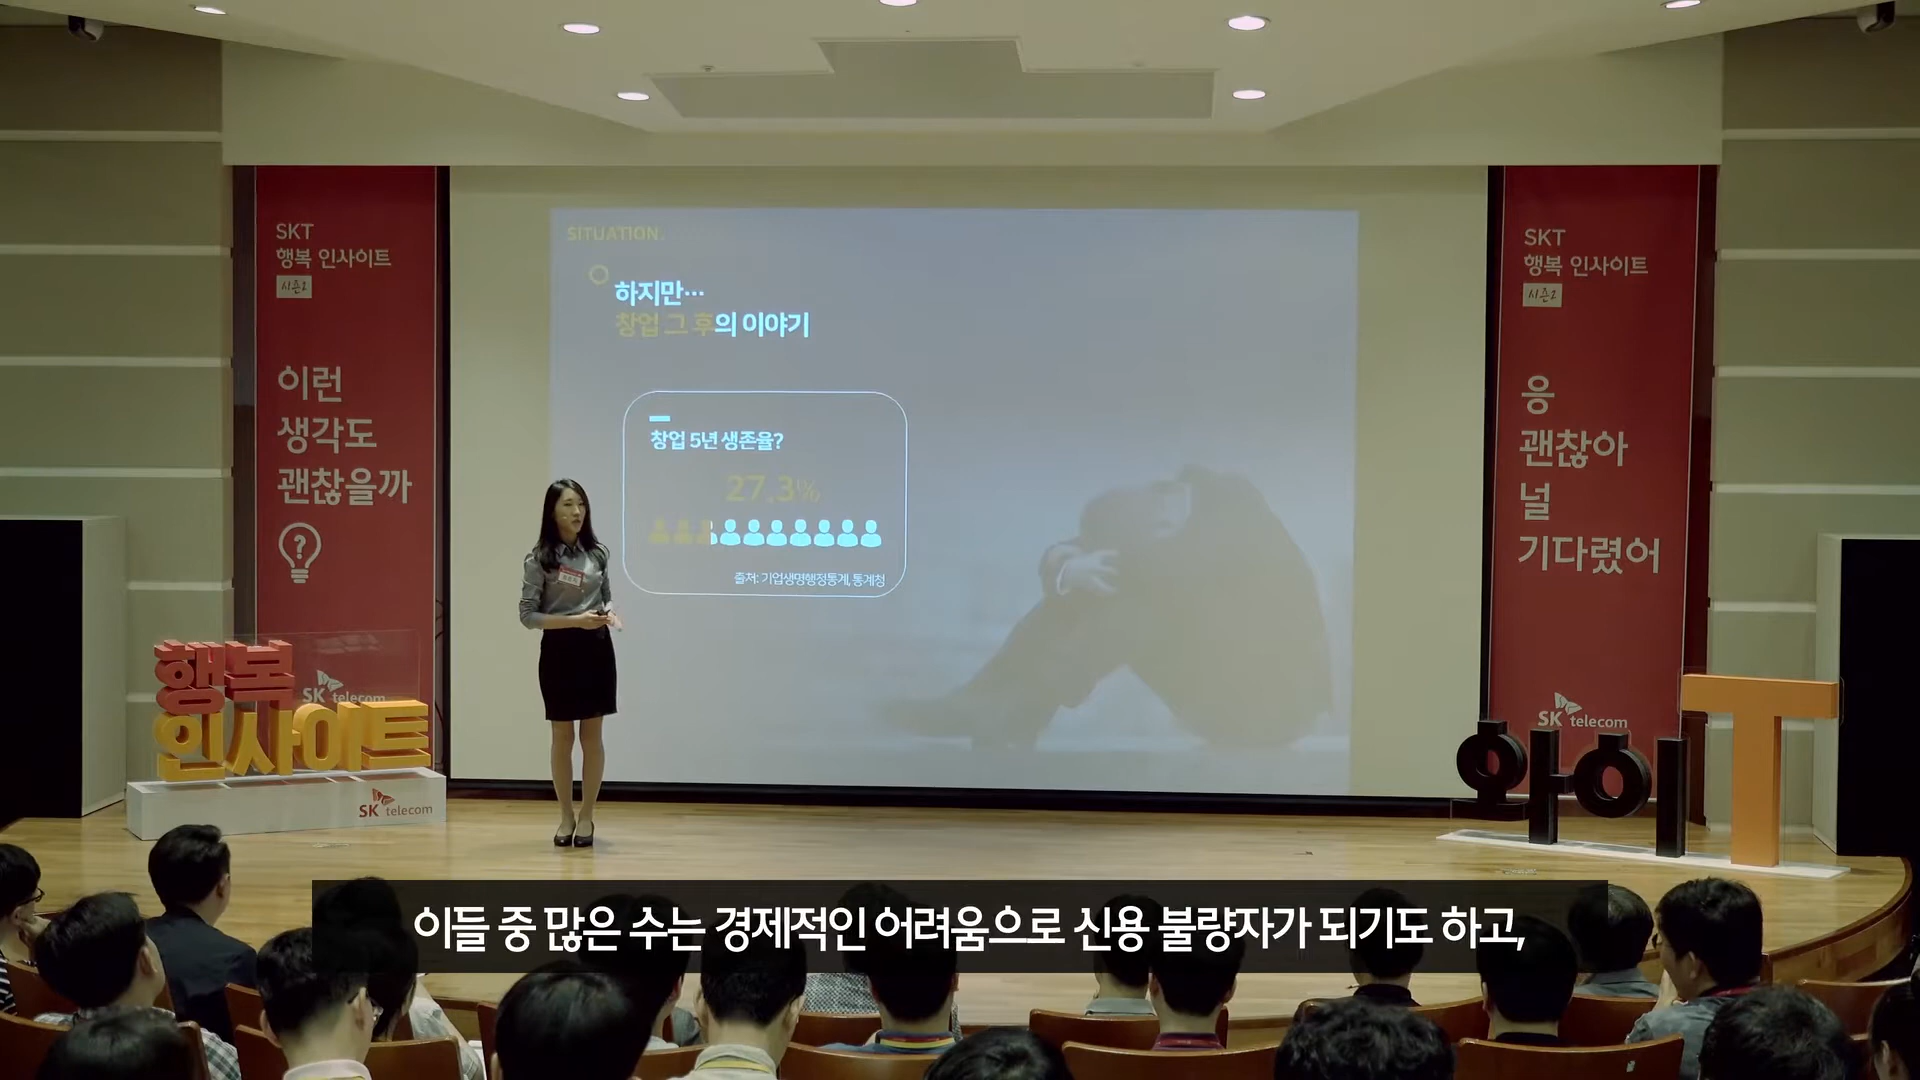 SKT
행복 인사이트
시즌2
이런
생각도
괜찮을까
?
SK telecom
행복
인사이트
SK telecom
SITUATION.
하지만…
창업 그 후의 이야기
창업 5년 생존율?
27.3%
출처: 기업생명행정통계, 통계청
SKT
행복 인사이트
시즌2
응
괜찮아
널
기다렸어
SK telecom
와이T
이들 중 많은 수는 경제적인 어려움으로 신용 불량자가 되기도 하고,